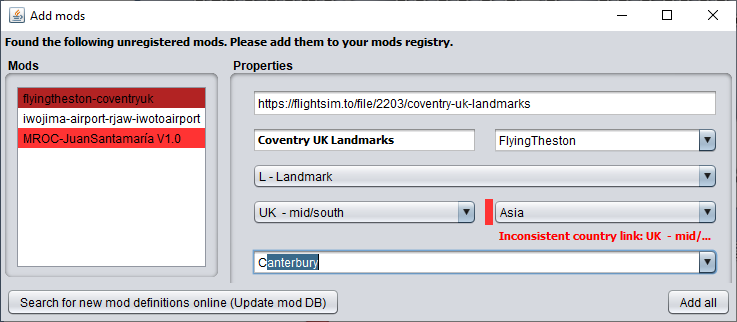 Add mods
Found the following unregistered mods. Please add them to your mods registry.
Mods
flyingtheston-coventryuk
iwojima-airport-rjaw-iwotoairport
MROC-JuanSantamaría V1.0
Properties
https://flightsim.to/file/2203/coventry-uk-landmarks
Coventry UK Landmarks
FlyingTheston
L - Landmark
UK - mid/south
Asia
Inconsistent country link: UK - mid/...
Canterbury
Search for new mod definitions online (Update mod DB)
Add all